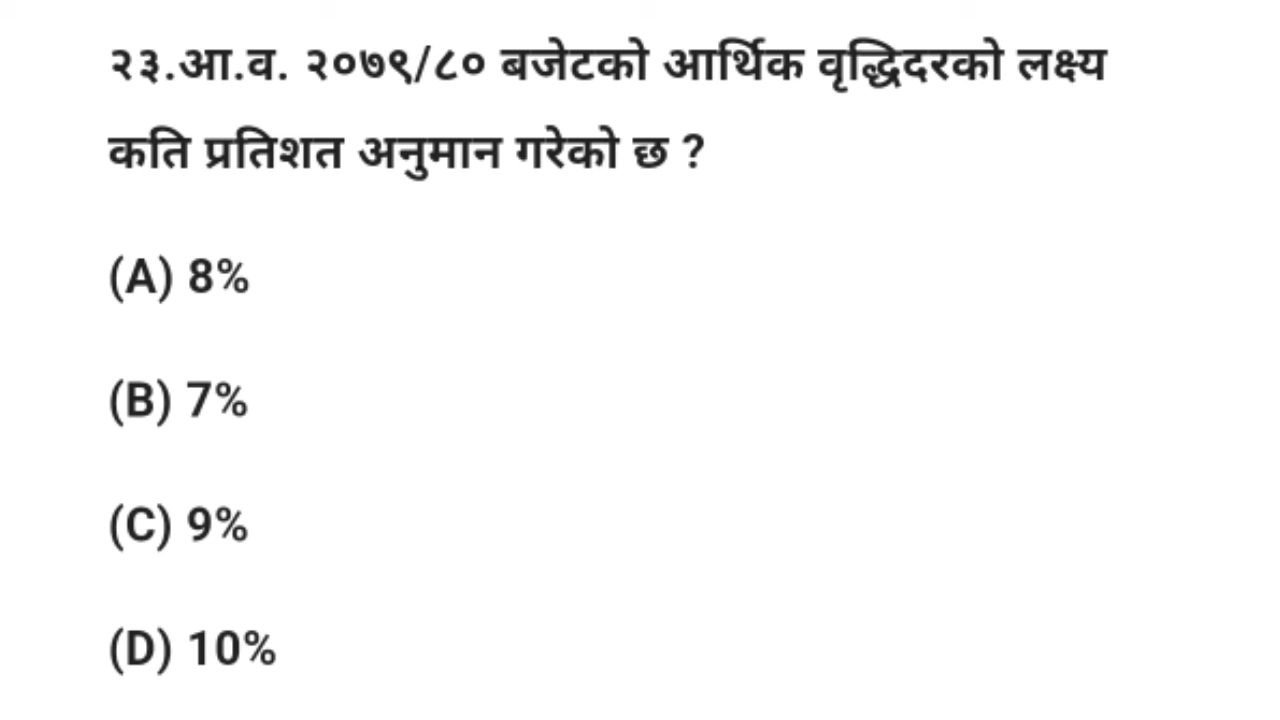 २३.आ.व. २०७९/८० बजेटको आर्थिक वृद्धिदरको लक्ष्य
कति प्रतिशत अनुमान गरेको छ ?
(A) 8%
(B) 7%
(C) 9%
(D) 10%